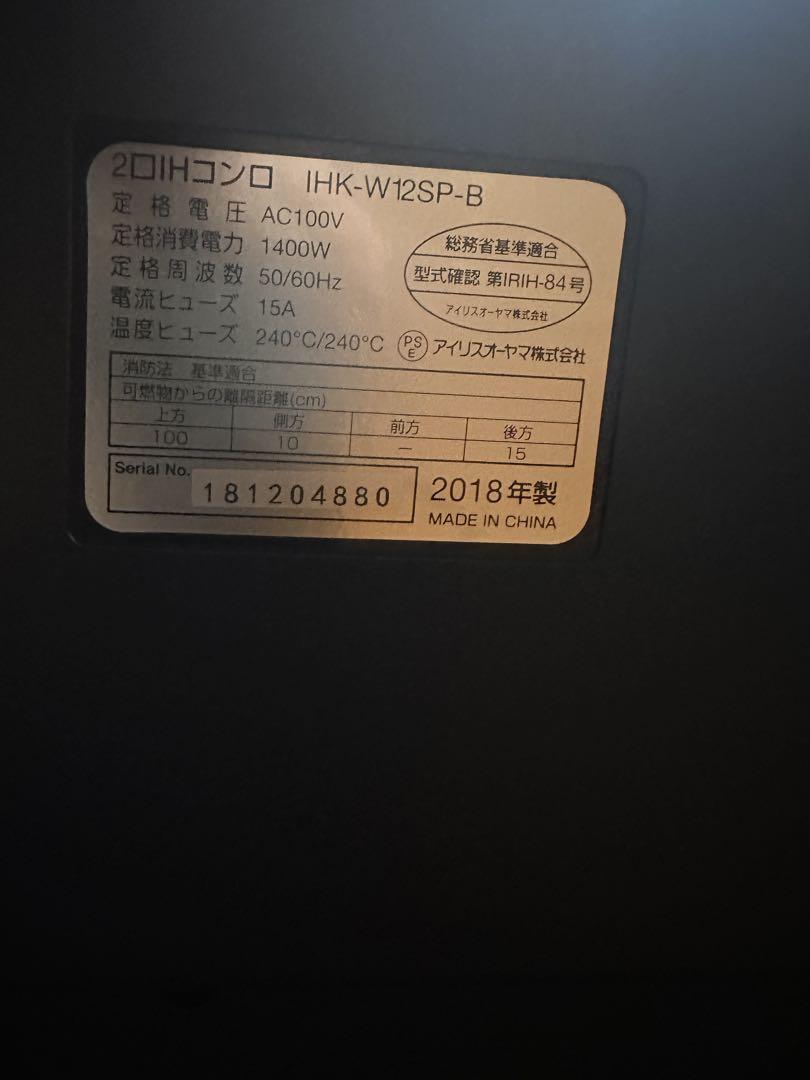 2口IHコンロ IHK-W12SP-B
定格電圧 AC100V
定格消費電力 1400W
定格周波数 50/60Hz
電流ヒューズ 15A
温度ヒューズ 240°C/240°C
総務省基準適合
型式確認 第IRIH-84号
アイリスオーヤマ株式会社
PSE アイリスオーヤマ株式会社
消防法 基準適合
可燃物からの離隔距離(cm)
上方 側方 前方 後方
100 10 — 15
Serial No. 181204880
2018年製
MADE IN CHINA